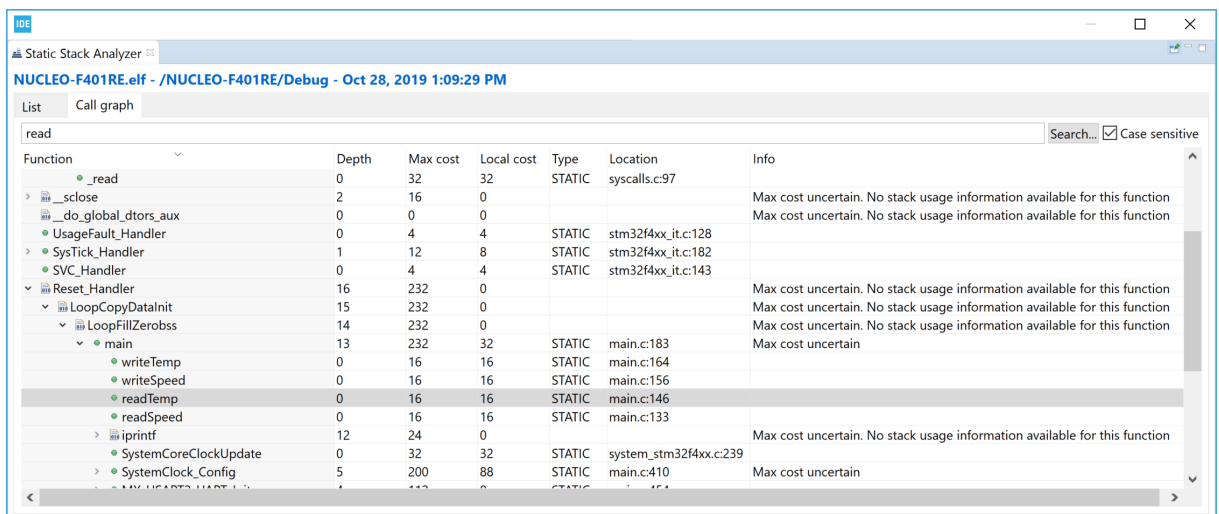 IDE
Static Stack Analyzer
NUCLEO-F401RE.elf - /NUCLEO-F401RE/Debug - Oct 28, 2019 1:09:29 PM
List Call graph
read Search... Case sensitive
Function Depth Max cost Local cost Type Location Info
_read 0 32 32 STATIC syscalls.c:97
__sclose 2 16 0 Max cost uncertain. No stack usage information available for this function
__do_global_dtors_aux 0 0 0 Max cost uncertain. No stack usage information available for this function
UsageFault_Handler 0 4 4 STATIC stm32f4xx_it.c:128
SysTick_Handler 1 12 8 STATIC stm32f4xx_it.c:182
SVC_Handler 0 4 4 STATIC stm32f4xx_it.c:143
Reset_Handler 16 232 0 Max cost uncertain. No stack usage information available for this function
LoopCopyDataInit 15 232 0 Max cost uncertain. No stack usage information available for this function
LoopFillZerobss 14 232 0 Max cost uncertain. No stack usage information available for this function
main 13 232 32 STATIC main.c:183 Max cost uncertain
writeTemp 0 16 16 STATIC main.c:164
writeSpeed 0 16 16 STATIC main.c:156
readTemp 0 16 16 STATIC main.c:146
readSpeed 0 16 16 STATIC main.c:133
iprintf 12 24 0 Max cost uncertain. No stack usage information available for this function
SystemCoreClockUpdate 0 32 32 STATIC system_stm32f4xx.c:239
SystemClock_Config 5 200 88 STATIC main.c:410 Max cost uncertain